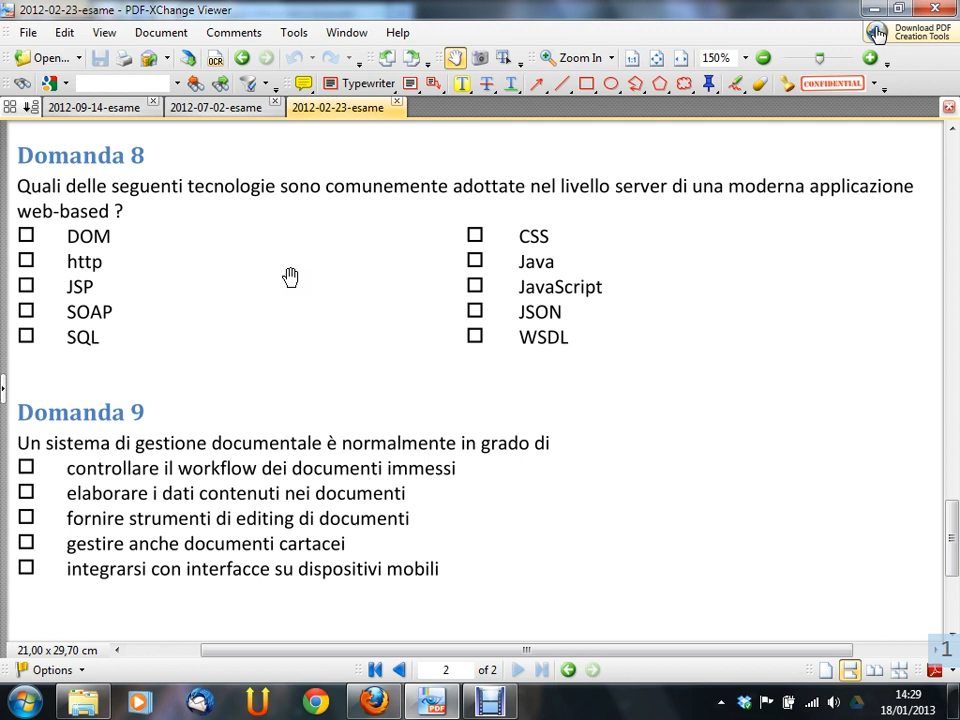 2012-02-23-esame - PDF-XChange Viewer
File Edit View Document Comments Tools Window Help
Download PDF
Creation Tools
Open... OCR Zoom In 150%
Typewriter CONFIDENTIAL
2012-09-14-esame 2012-07-02-esame 2012-02-23-esame
Domanda 8
Quali delle seguenti tecnologie sono comunemente adottate nel livello server di una moderna applicazione
web-based ?
DOM CSS
http Java
JSP JavaScript
SOAP JSON
SQL WSDL
Domanda 9
Un sistema di gestione documentale è normalmente in grado di
controllare il workflow dei documenti immessi
elaborare i dati contenuti nei documenti
fornire strumenti di editing di documenti
gestire anche documenti cartacei
integrarsi con interfacce su dispositivi mobili
21,00 x 29,70 cm 1
Options 2 of 2
PDF 14:29
18/01/2013